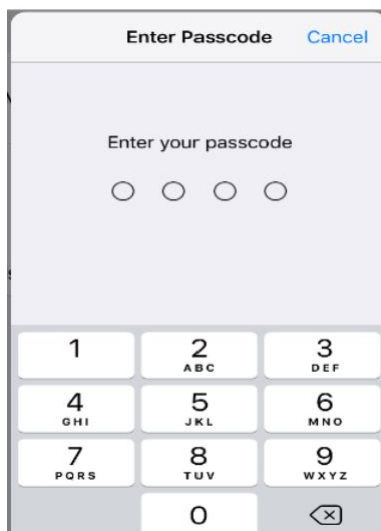 Enter Passcode Cancel
Enter your passcode
1 2 3
ABC DEF
4 5 6
GHI JKL MNO
7 8 9
PQRS TUV WXYZ
0